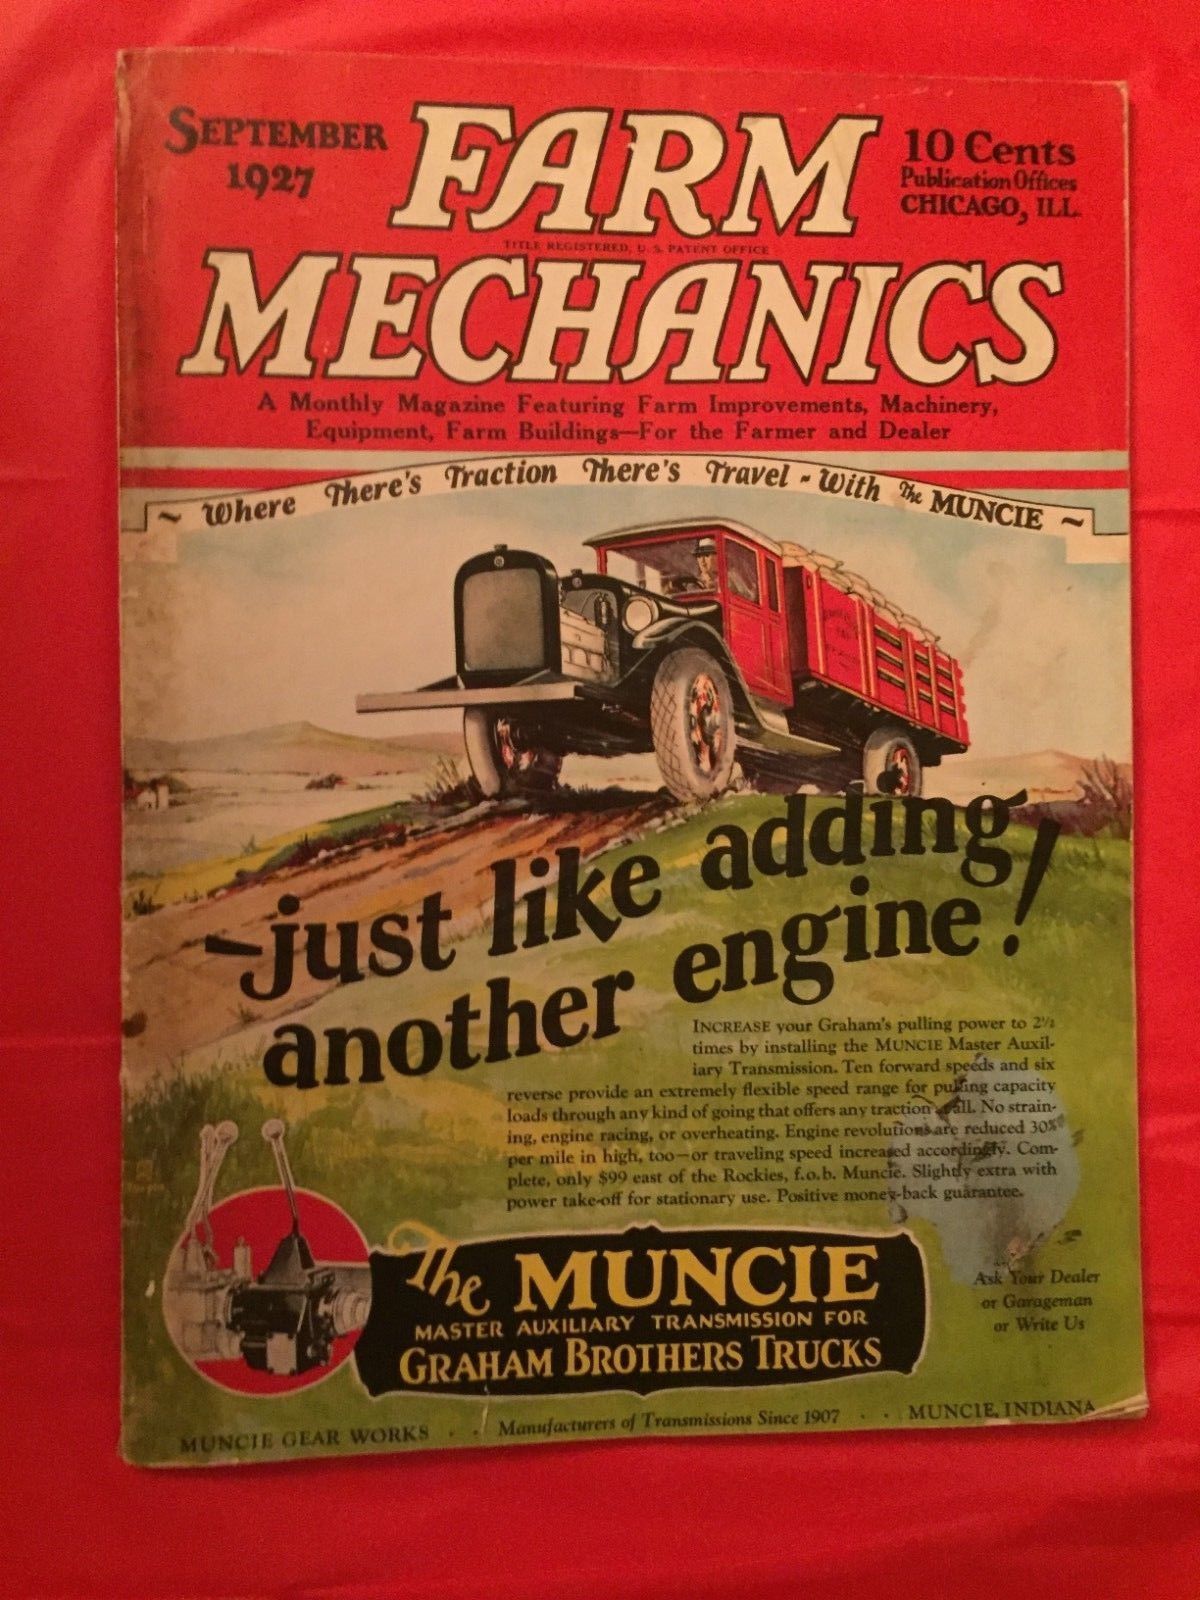 SEPTEMBER
1927
FARM
MECHANICS
10 Cents
Publication Offices
CHICAGO, ILL.
TITLE REGISTERED, U. S. PATENT OFFICE
A Monthly Magazine Featuring Farm Improvements, Machinery,
Equipment, Farm Buildings—For the Farmer and Dealer
~ Where There's Traction There's Travel - With The MUNCIE ~
—just like adding
another engine!
INCREASE your Graham's pulling power to 2½
times by installing the MUNCIE Master Auxil-
iary Transmission. Ten forward speeds and six
reverse provide an extremely flexible speed range for pulling capacity
loads through any kind of going that offers any traction at all. No strain-
ing, engine racing, or overheating. Engine revolutions are reduced 30%
per mile in high, too—or traveling speed increased accordingly. Com-
plete, only $99 east of the Rockies, f.o.b. Muncie. Slightly extra with
power take-off for stationary use. Positive money-back guarantee.
The MUNCIE
MASTER AUXILIARY TRANSMISSION FOR
GRAHAM BROTHERS TRUCKS
Ask Your Dealer
or Garageman
or Write Us
MUNCIE GEAR WORKS . . Manufacturers of Transmissions Since 1907 . . MUNCIE, INDIANA